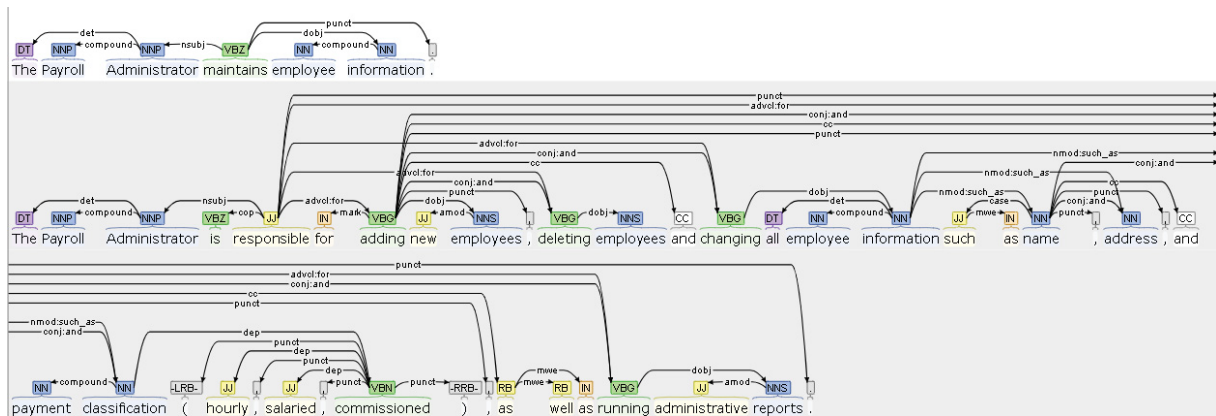 punct
det dobj
compound nsubj compound
DT NNP NNP VBZ NN NN .
The Payroll Administrator maintains employee information .
punct
advcl:for
conj:and
cc
punct
advcl:for conj:and nmod:such_as
conj:and cc conj:and
det nsubj advcl:for conj:and punct dobj nmod:such_as cc
det nmod:such_as case punct
compound cop advcl:for mark dobj amod dobj compound mwe punct conj:and
DT NNP NNP VBZ JJ IN VBG JJ NNS , VBG NNS CC VBG DT NN NN JJ IN NN , NN , CC
The Payroll Administrator is responsible for adding new employees , deleting employees and changing all employee information such as name , address , and
punct
advcl:for
conj:and
cc
punct
nmod:such_as
conj:and dep
punct
dep
punct mwe dobj
compound dep punct punct mwe amod
NN NN -LRB- JJ , JJ , VBN -RRB- , RB RB IN VBG JJ NNS .
payment classification ( hourly , salaried , commissioned ) , as well as running administrative reports .